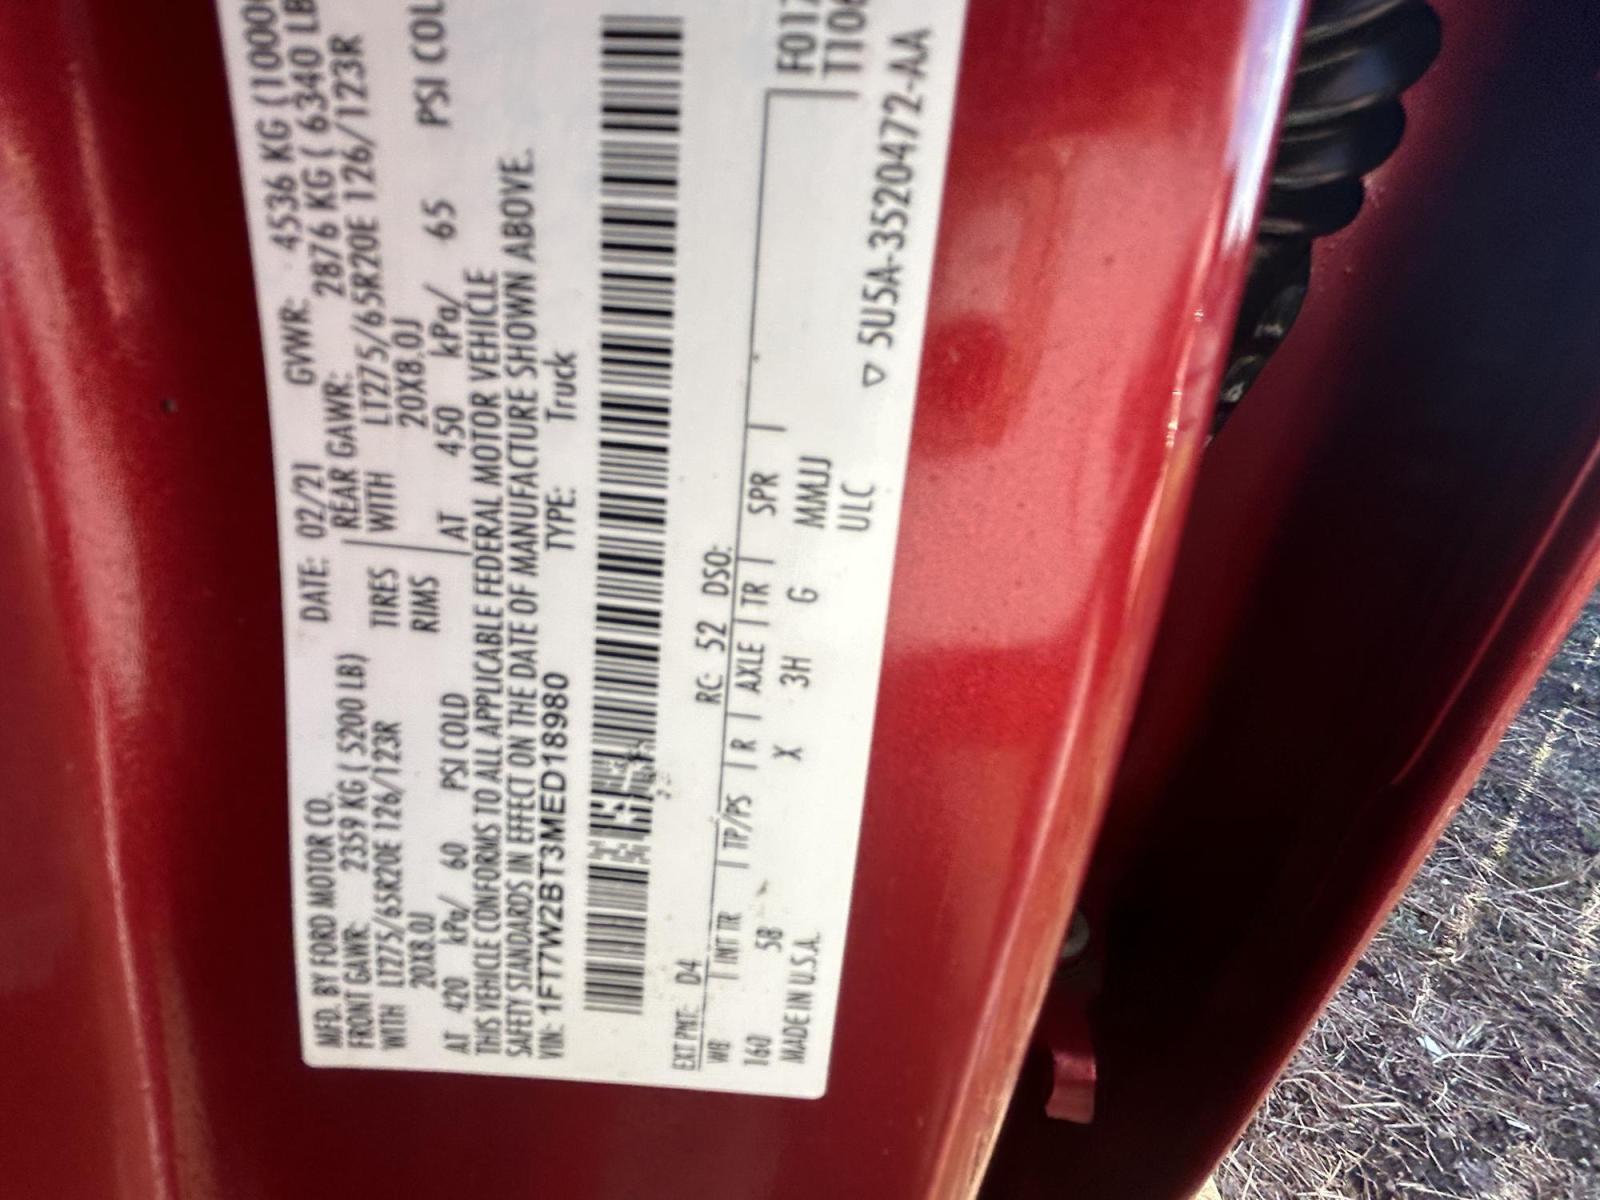 MFD. BY FORD MOTOR CO. DATE: 02/21 GVWR: 4536 KG (1000
FRONT GAWR: 2359 KG ( 5200 LB) REAR GAWR: 2876 KG ( 6340 LB
WITH LT275/65R20E 126/123R TIRES WITH LT275/65R20E 126/123R
20X8.0J RIMS 20X8.0J
AT 420 kPa/ 60 PSI COLD AT 450 kPa/ 65 PSI COL
THIS VEHICLE CONFORMS TO ALL APPLICABLE FEDERAL MOTOR VEHICLE
SAFETY STANDARDS IN EFFECT ON THE DATE OF MANUFACTURE SHOWN ABOVE.
VIN: 1FT7W2BT3MED18980 TYPE: Truck
EXT PNT: D4 RC: 52 DSO:
WB INT TR TP/PS R AXLE TR SPR F017
160 5B X 3H G MMJJ T106
MADE IN U.S.A. ULC
▽ 5U5A-3520472-AA